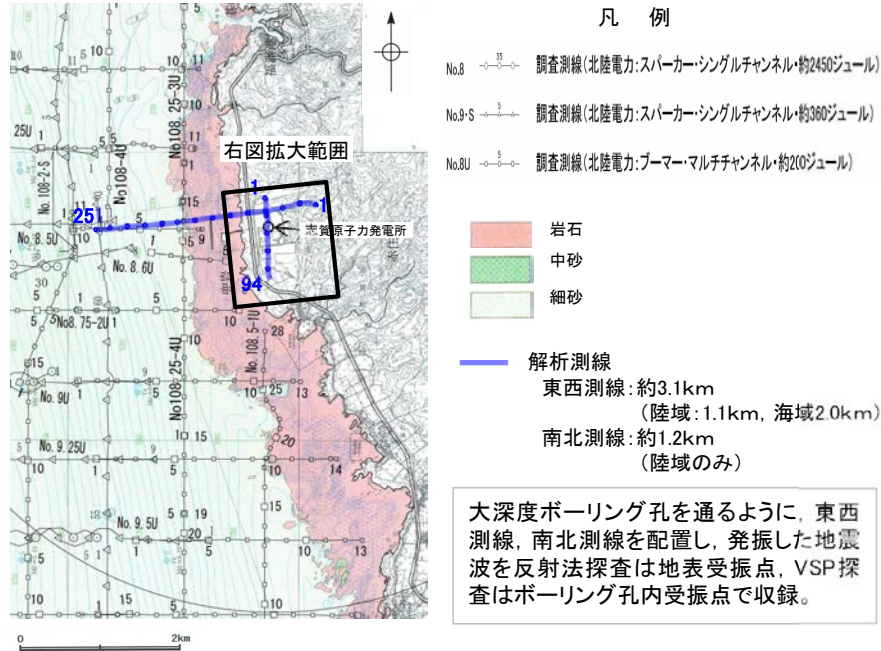 凡 例
No.8
35
調査測線(北陸電力:スパーカー・シングルチャンネル・約2450ジュール)
No.9・S
5
調査測線(北陸電力:スパーカー・シングルチャンネル・約360ジュール)
No.8U
5
調査測線(北陸電力:ブーマー・マルチチャンネル・約200ジュール)
岩石
中砂
細砂
解析測線
東西測線:約3.1km
(陸域:1.1km, 海域2.0km)
南北測線:約1.2km
(陸域のみ)
大深度ボーリング孔を通るように, 東西
測線, 南北測線を配置し, 発振した地震
波を反射法探査は地表受振点, VSP探
査はボーリング孔内受振点で収録。
右図拡大範囲
志賀原子力発電所
1
1
251
94
25U
No.108-2-S
No108-4U
No108.25-3U
No.8.5U
No. 8.6U
No8.75-2U
No108.25-4U
No.108.5-1U
No. 9U
No. 9.25U
No. 9.5U
0
2km